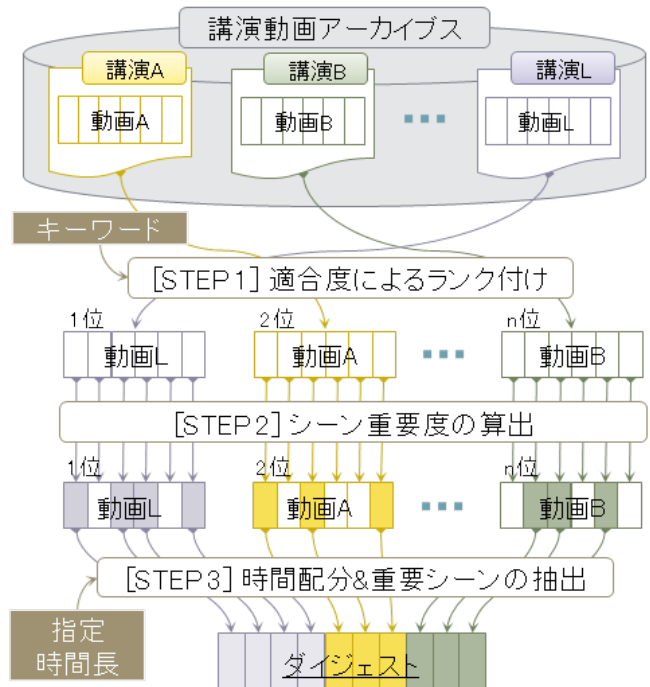 講演動画アーカイブス
講演A
講演B
講演L
動画A
動画B
動画L
キーワード
[STEP1] 適合度によるランク付け
1位
2位
n位
動画L
動画A
動画B
[STEP2] シーン重要度の算出
1位
2位
n位
動画L
動画A
動画B
[STEP3] 時間配分&重要シーンの抽出
指定
時間長
ダイジェスト